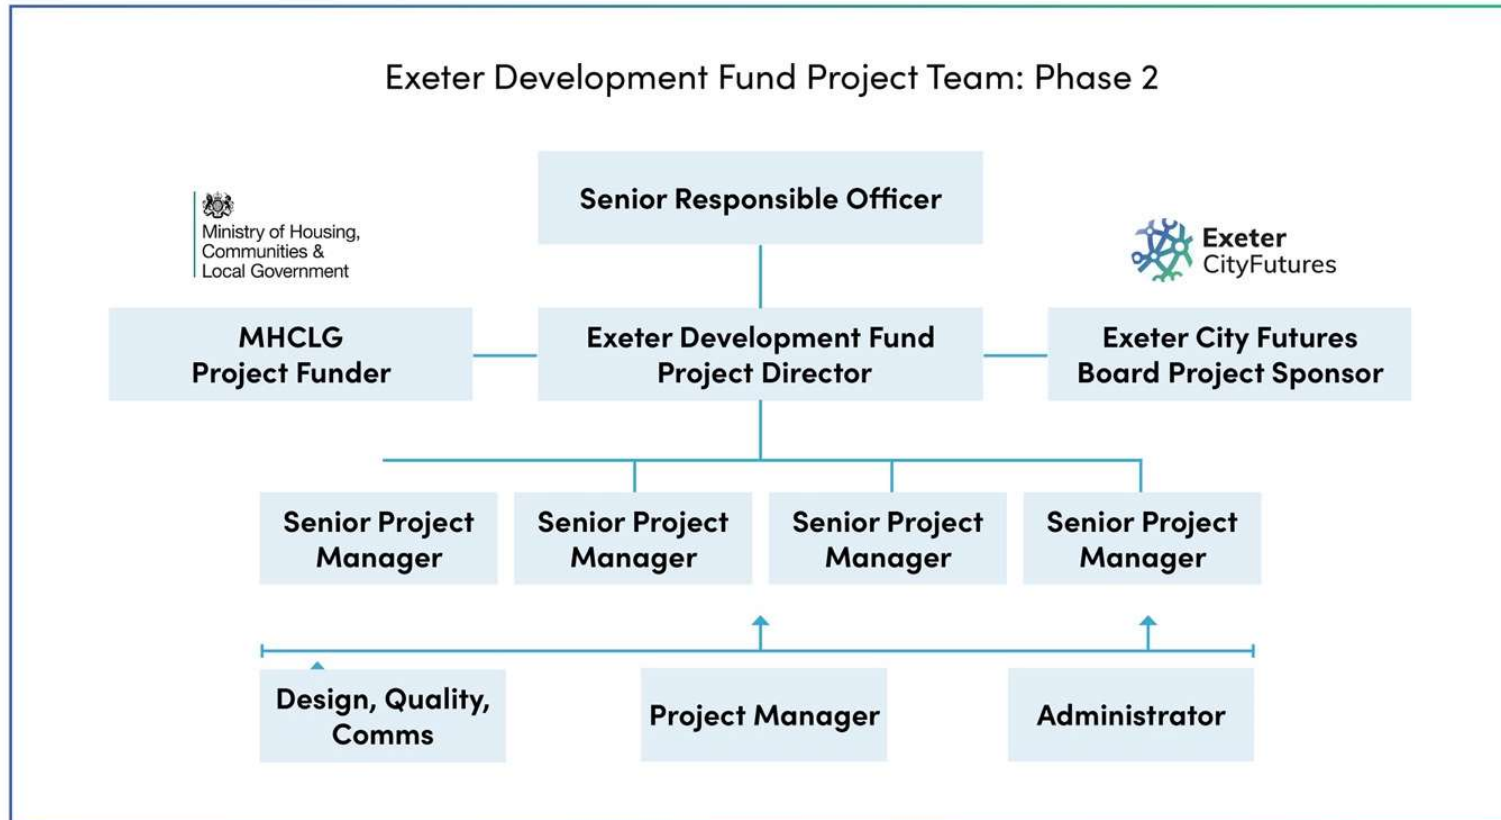 Exeter Development Fund Project Team: Phase 2
Senior Responsible Officer
Ministry of Housing,
Communities &
Local Government
Exeter
CityFutures
MHCLG
Project Funder
Exeter Development Fund
Project Director
Exeter City Futures
Board Project Sponsor
Senior Project
Manager
Senior Project
Manager
Senior Project
Manager
Senior Project
Manager
Design, Quality,
Comms
Project Manager
Administrator